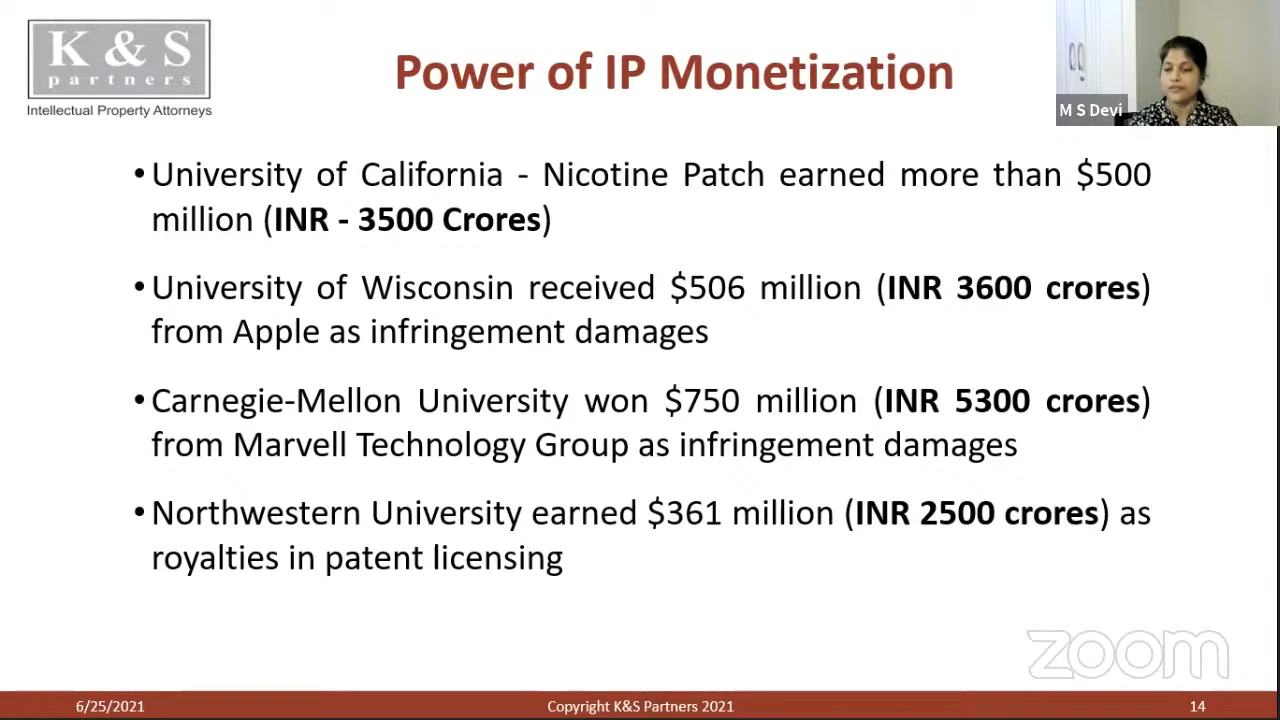 K & S
partners
Intellectual Property Attorneys
Power of IP Monetization
M S Devi
•University of California - Nicotine Patch earned more than $500
million (INR - 3500 Crores)
•University of Wisconsin received $506 million (INR 3600 crores)
from Apple as infringement damages
•Carnegie-Mellon University won $750 million (INR 5300 crores)
from Marvell Technology Group as infringement damages
•Northwestern University earned $361 million (INR 2500 crores) as
royalties in patent licensing
zoom
6/25/2021
Copyright K&S Partners 2021
14